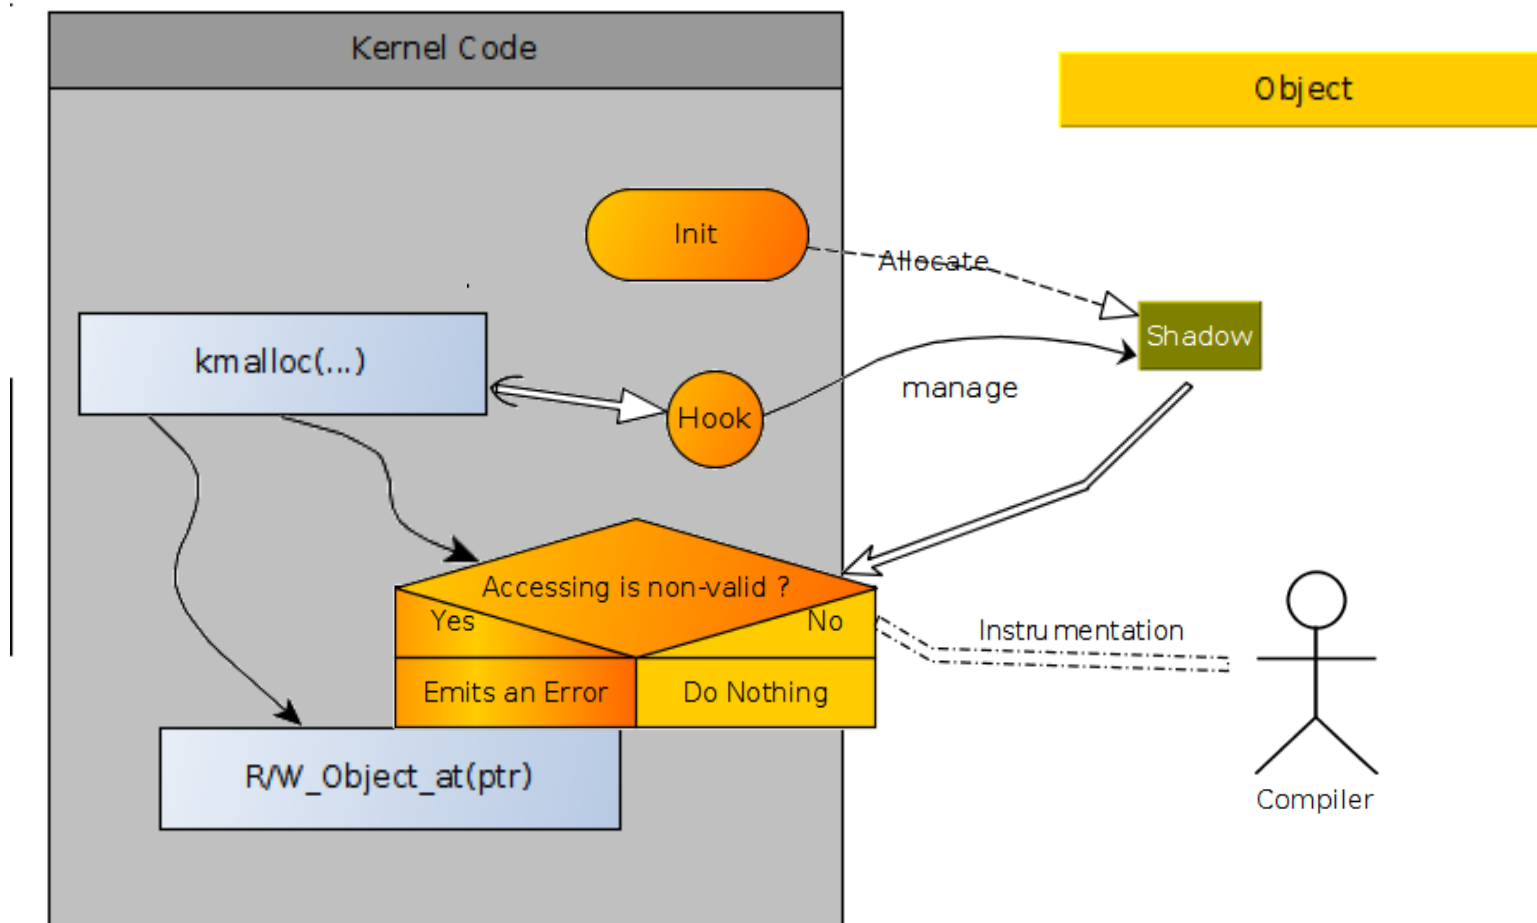 Kernel Code
Object
Init
Allocate
Shadow
kmalloc(...)
manage
Hook
Accessing is non-valid ?
Yes
No
Instrumentation
Emits an Error
Do Nothing
R/W_Object_at(ptr)
Compiler